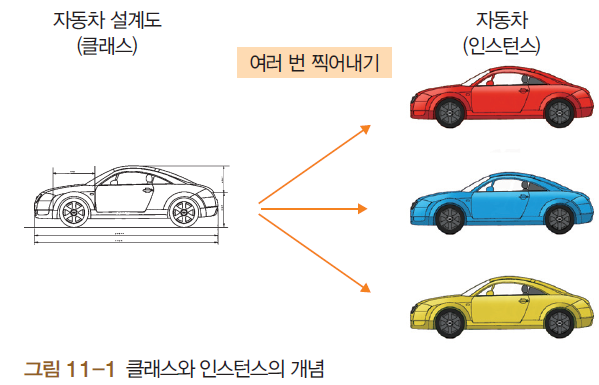 자동차 설계도
(클래스)
여러 번 찍어내기
자동차
(인스턴스)
그림 11-1 클래스와 인스턴스의 개념